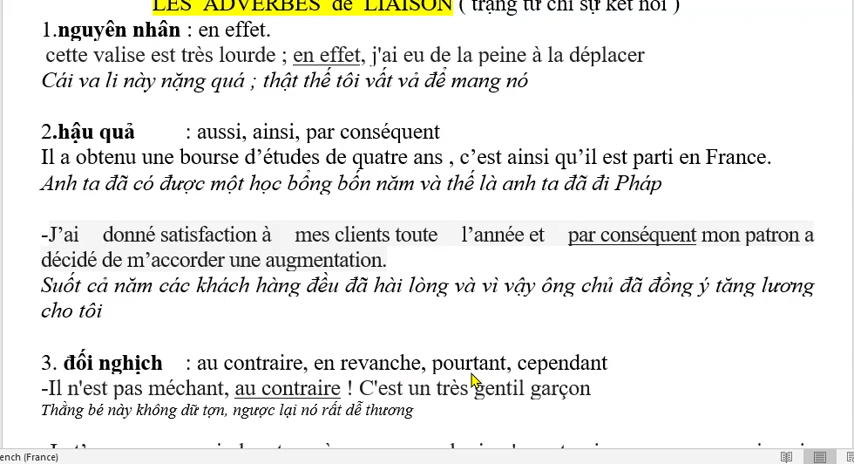 LES ADVERBES de LIAISON ( trạng từ chỉ sự kết nối )
1.nguyên nhân : en effet.
cette valise est très lourde ; en effet, j'ai eu de la peine à la déplacer
Cái va li này nặng quá ; thật thế tôi vất vả để mang nó
2.hậu quả : aussi, ainsi, par conséquent
Il a obtenu une bourse d’études de quatre ans , c’est ainsi qu’il est parti en France.
Anh ta đã có được một học bổng bốn năm và thế là anh ta đã đi Pháp
-J’ai donné satisfaction à mes clients toute l’année et par conséquent mon patron a
décidé de m’accorder une augmentation.
Suốt cả năm các khách hàng đều đã hài lòng và vì vậy ông chủ đã đồng ý tăng lương
cho tôi
3. đối nghịch : au contraire, en revanche, pourtant, cependant
-Il n'est pas méchant, au contraire ! C'est un très gentil garçon
Thằng bé này không dữ tợn, ngược lại nó rất dễ thương
ench (France)